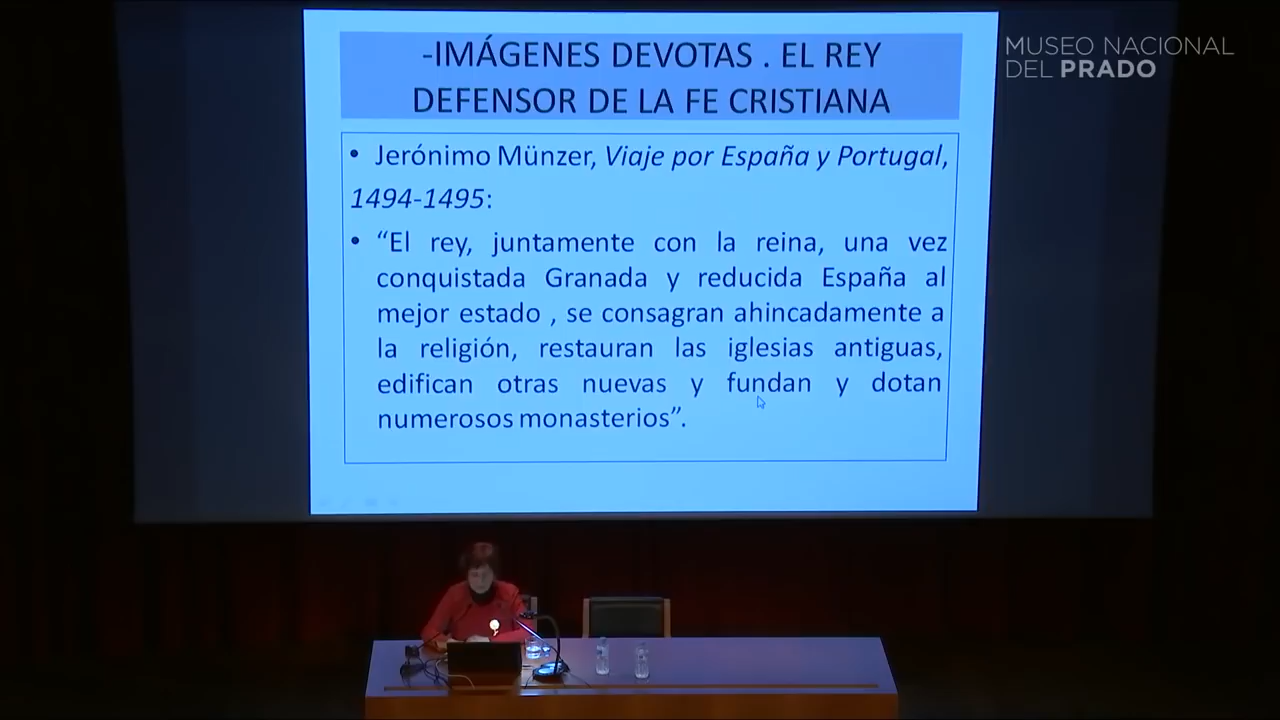 MUSEO NACIONAL
DEL PRADO
-IMÁGENES DEVOTAS . EL REY
DEFENSOR DE LA FE CRISTIANA
• Jerónimo Münzer, Viaje por España y Portugal,
1494-1495:
• “El rey, juntamente con la reina, una vez
conquistada Granada y reducida España al
mejor estado , se consagran ahincadamente a
la religión, restauran las iglesias antiguas,
edifican otras nuevas y fundan y dotan
numerosos monasterios”.